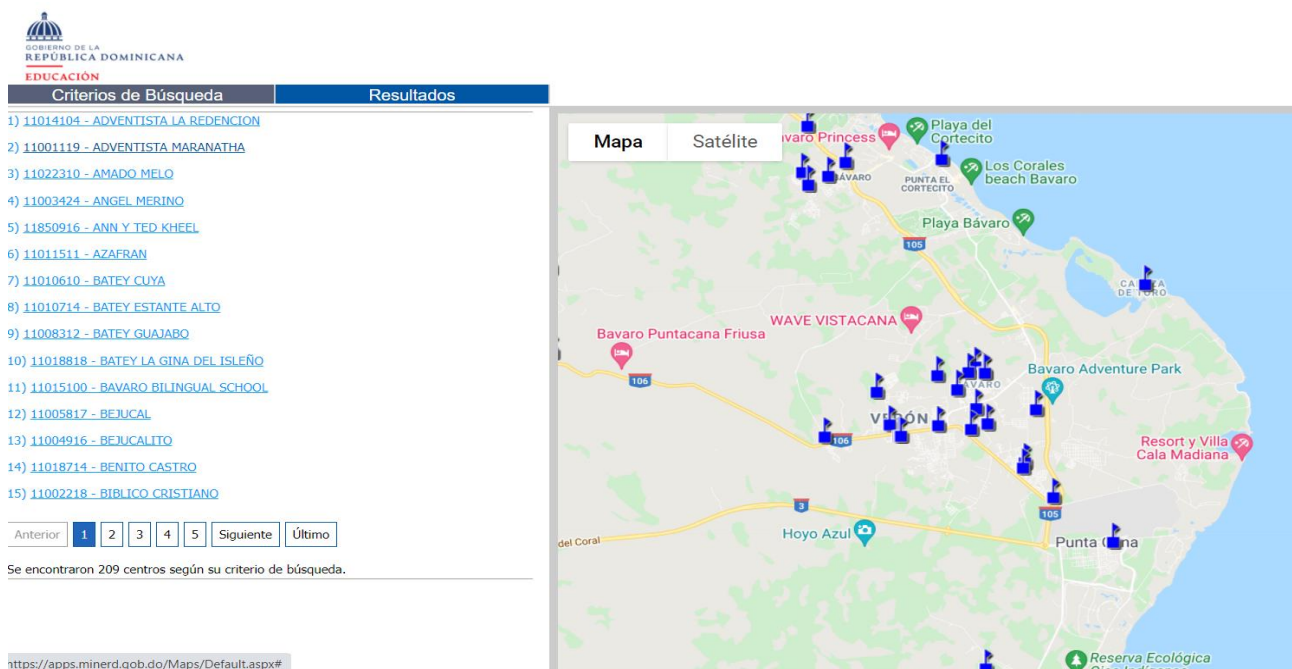 GOBIERNO DE LA
REPÚBLICA DOMINICANA
EDUCACIÓN
Criterios de Búsqueda
Resultados
1) 11014104 - ADVENTISTA LA REDENCION
2) 11001119 - ADVENTISTA MARANATHA
3) 11022310 - AMADO MELO
4) 11003424 - ANGEL MERINO
5) 11850916 - ANN Y TED KHEEL
6) 11011511 - AZAFRAN
7) 11010610 - BATEY CUYA
8) 11010714 - BATEY ESTANTE ALTO
9) 11008312 - BATEY GUAJABO
10) 11018818 - BATEY LA GINA DEL ISLEÑO
11) 11015100 - BAVARO BILINGUAL SCHOOL
12) 11005817 - BEJUCAL
13) 11004916 - BEJUCALITO
14) 11018714 - BENITO CASTRO
15) 11002218 - BIBLICO CRISTIANO
Anterior 1 2 3 4 5 Siguiente Último
Se encontraron 209 centros según su criterio de búsqueda.
https://apps.minerd.gob.do/Maps/Default.aspx#
Mapa Satélite
varo Princess
Playa del
Cortecito
ÁVARO
PUNTA EL
CORTECITO
Los Corales
beach Bavaro
Playa Bávaro
105
WAVE VISTACANA
Bavaro Puntacana Friusa
106
Bavaro Adventure Park
106
Resort y Villa
Cala Madiana
3
105
Hoyo Azul
del Coral
Punta
Reserva Ecológica